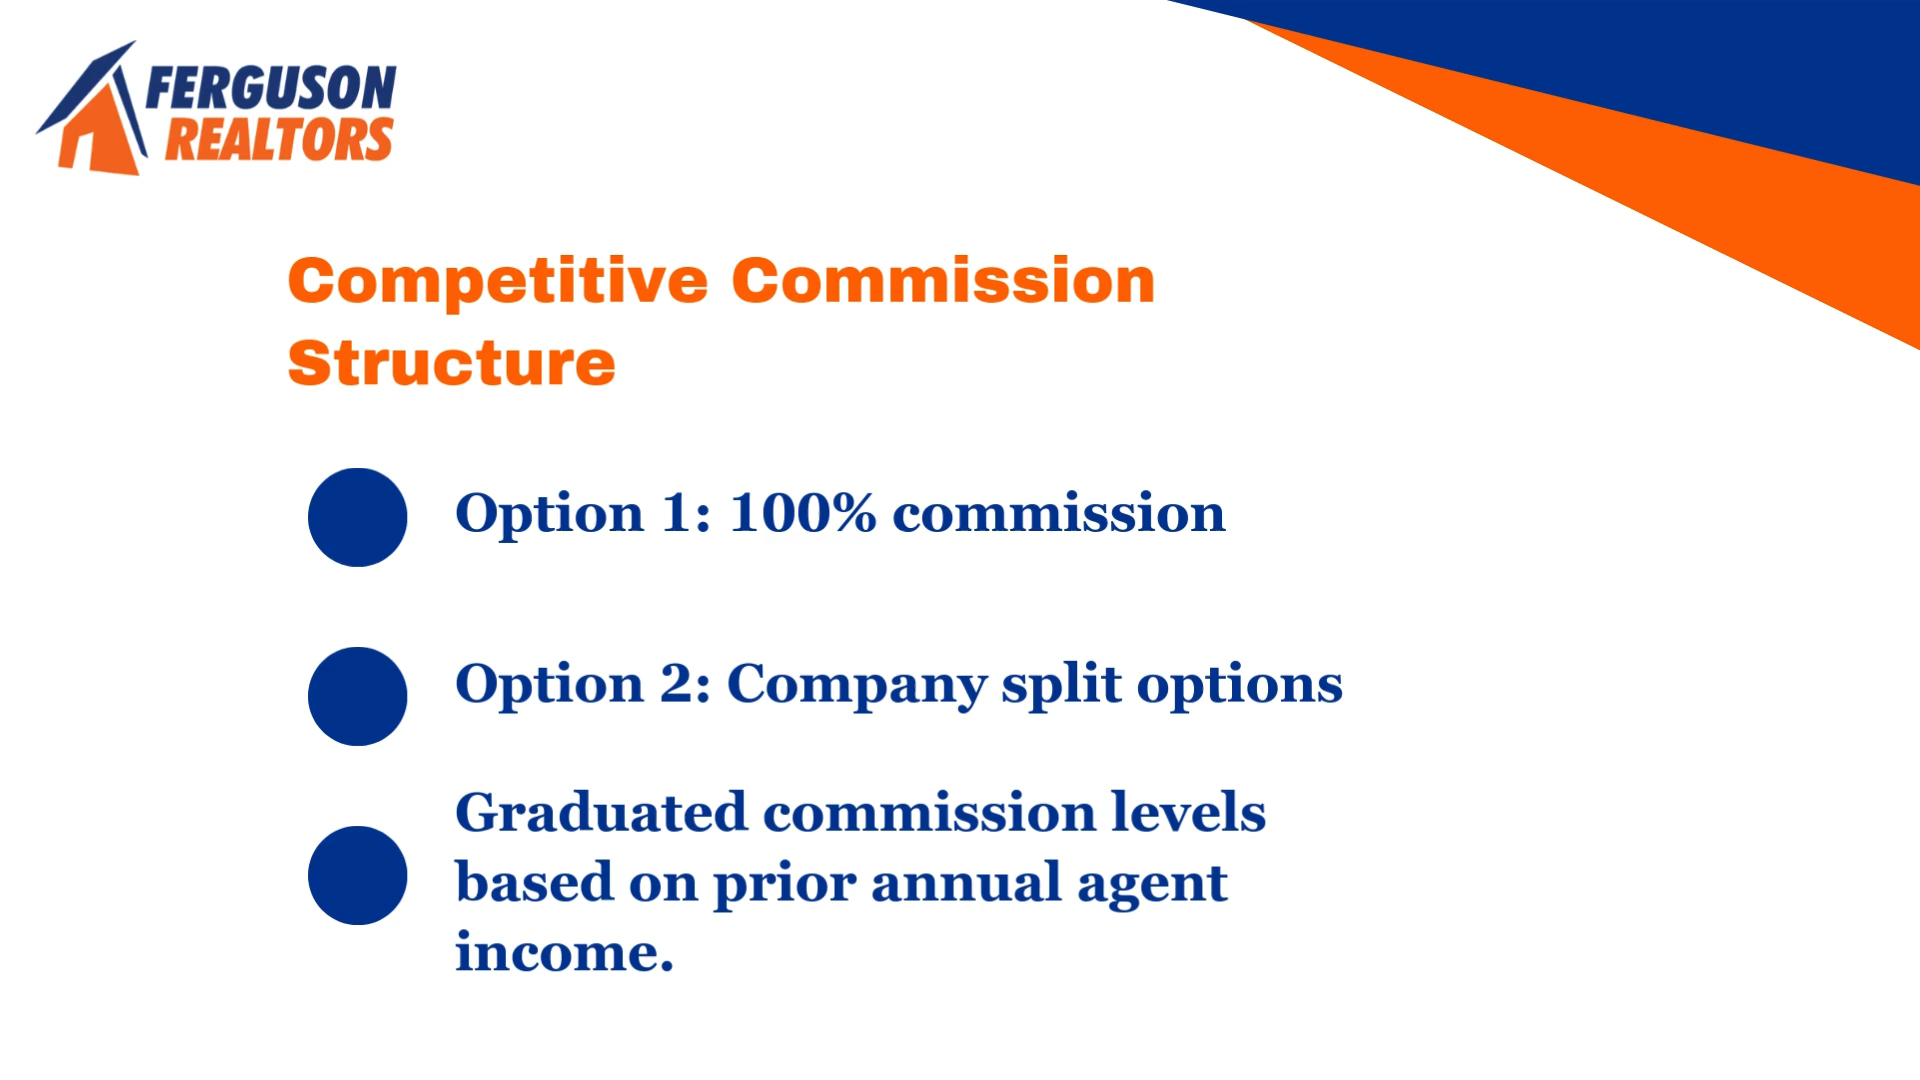 FERGUSON
REALTORS
Competitive Commission
Structure
Option 1: 100% commission
Option 2: Company split options
Graduated commission levels
based on prior annual agent
income.